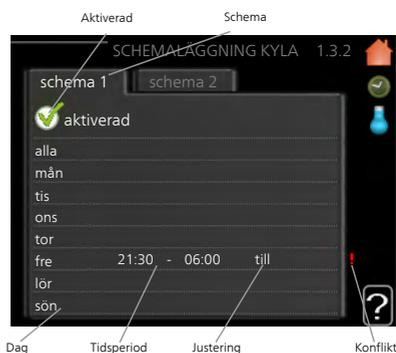 Aktiverad Schema
SCHEMALÄGGNING KYLA 1.3.2
schema 1 schema 2
aktiverad
alla
mån
tis
ons
tor
fre 21:30 - 06:00 till !
lör
sön ?
Dag Tidsperiod Justering Konflikt